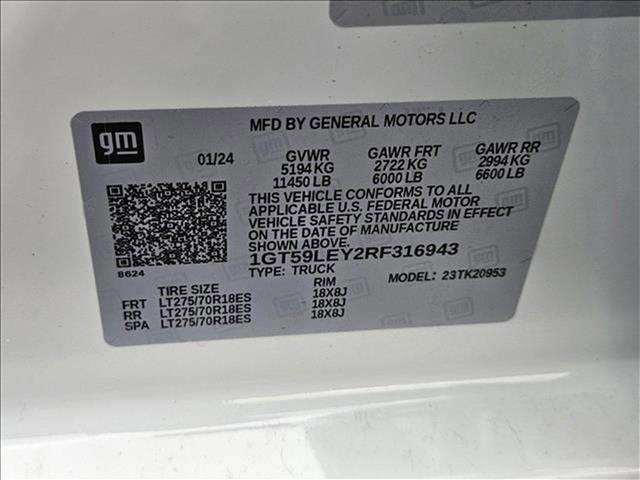 gm
MFD BY GENERAL MOTORS LLC
01/24 GVWR GAWR FRT GAWR RR
5194 KG 2722 KG 2994 KG
11450 LB 6000 LB 6600 LB
THIS VEHICLE CONFORMS TO ALL
APPLICABLE U.S. FEDERAL MOTOR
VEHICLE SAFETY STANDARDS IN EFFECT
ON THE DATE OF MANUFACTURE
SHOWN ABOVE.
8624
1GT59LEY2RF316943
TYPE: TRUCK MODEL: 23TK20953
TIRE SIZE RIM
FRT LT275/70R18ES 18X8J
RR LT275/70R18ES 18X8J
SPA LT275/70R18ES 18X8J